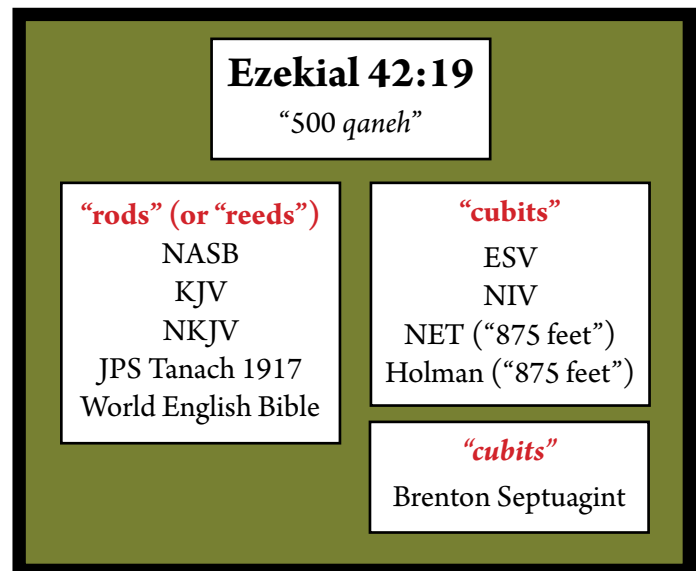 Ezekial 42:19
“500 qaneh”
“rods” (or “reeds”)
NASB
KJV
NKJV
JPS Tanach 1917
World English Bible
“cubits”
ESV
NIV
NET (“875 feet”)
Holman (“875 feet”)
“cubits”
Brenton Septuagint